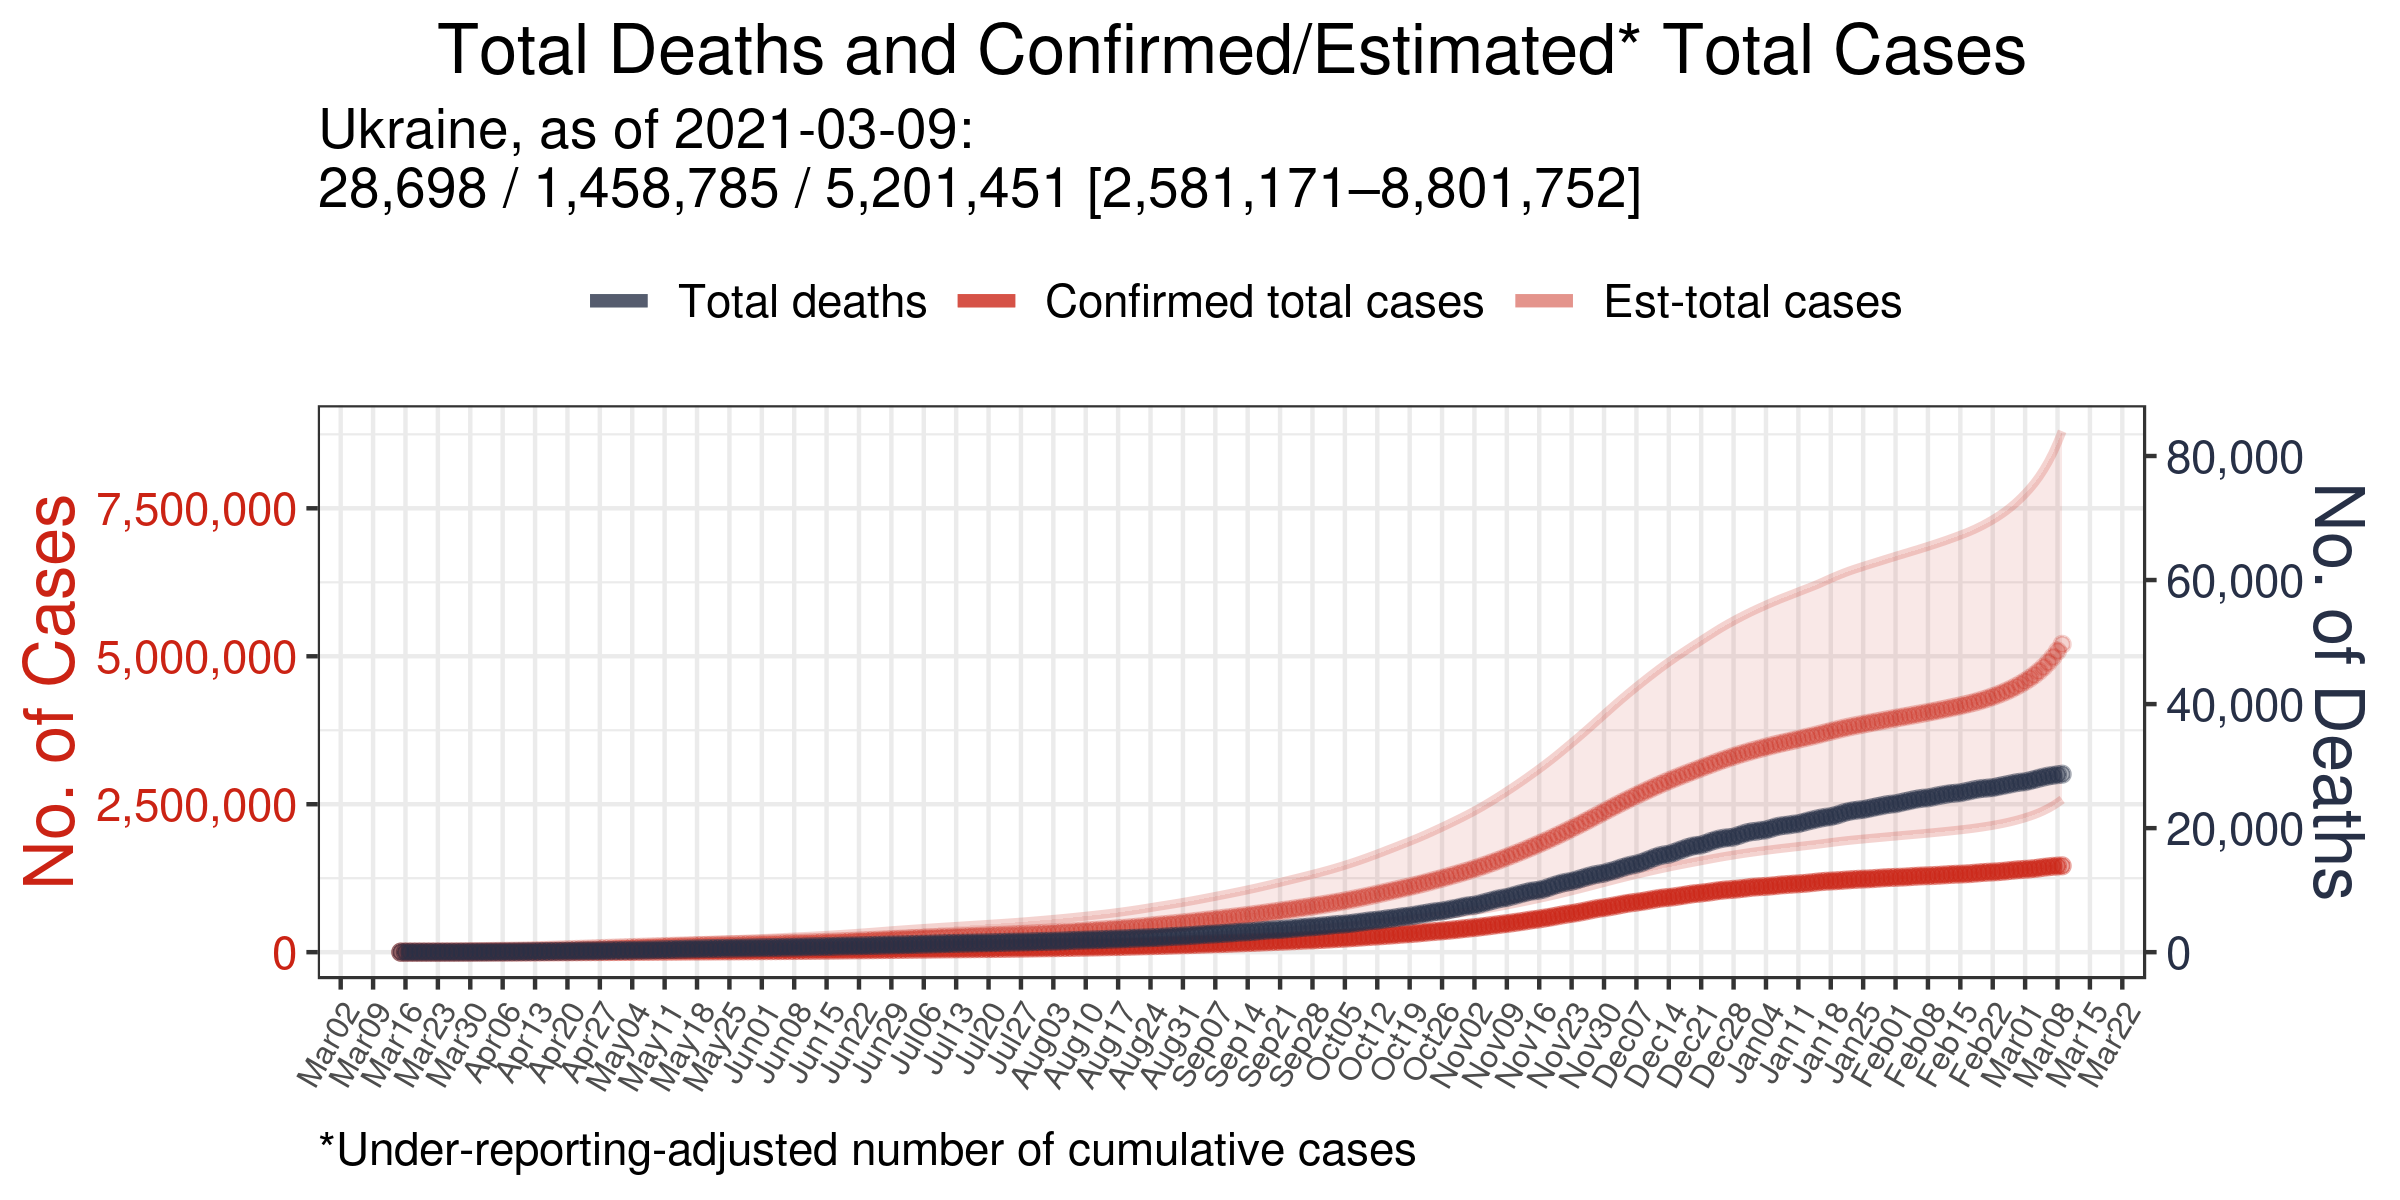 Total Deaths and Confirmed/Estimated* Total Cases
Ukraine, as of 2021-03-09:
28,698 / 1,458,785 / 5,201,451 [2,581,171–8,801,752]
Total deaths Confirmed total cases Est-total cases
No. of Cases
7,500,000
5,000,000
2,500,000
0
80,000
60,000
40,000
20,000
0
No. of Deaths
Mar02 Mar09 Mar16 Mar23 Mar30 Apr06 Apr13 Apr20 Apr27 May04 May11 May18 May25 Jun01 Jun08 Jun15 Jun22 Jun29 Jul06 Jul13 Jul20 Jul27 Aug03 Aug10 Aug17 Aug24 Aug31 Sep07 Sep14 Sep21 Sep28 Oct05 Oct12 Oct19 Oct26 Nov02 Nov09 Nov16 Nov23 Nov30 Dec07 Dec14 Dec21 Dec28 Jan04 Jan11 Jan18 Jan25 Feb01 Feb08 Feb15 Feb22 Mar01 Mar08 Mar15 Mar22
*Under-reporting-adjusted number of cumulative cases